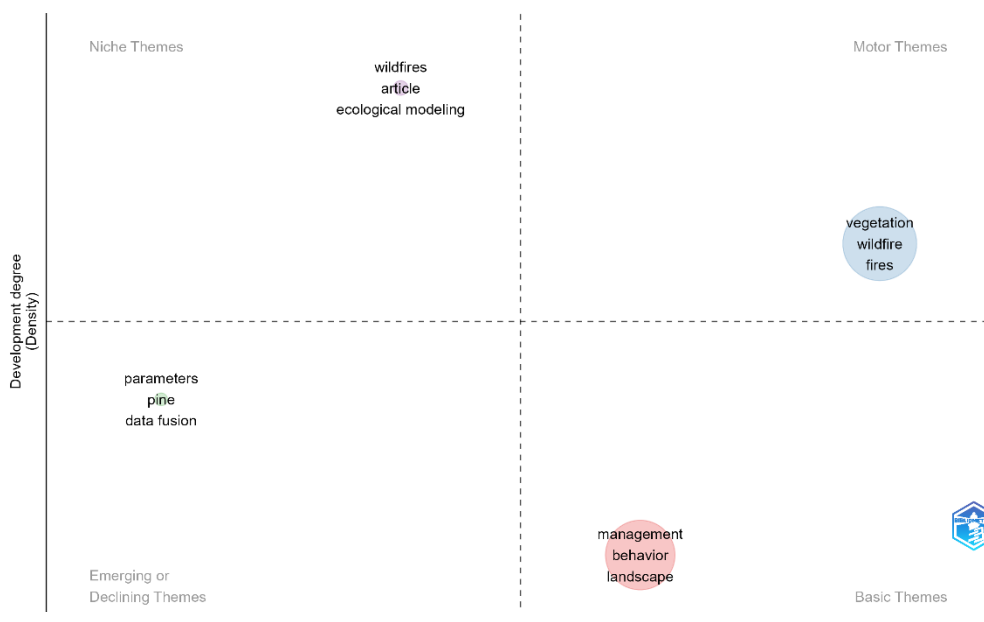 Niche Themes
Motor Themes
wildfires
article
ecological modeling
vegetation
wildfire
fires
Development degree
(Density)
parameters
pine
data fusion
management
behavior
landscape
Emerging or
Declining Themes
Basic Themes